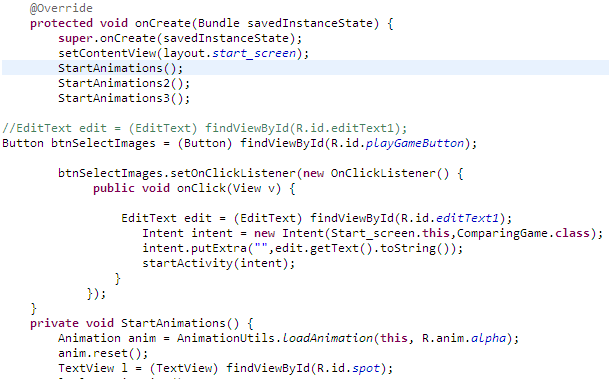 @Override
protected void onCreate(Bundle savedInstanceState) {
super.onCreate(savedInstanceState);
setContentView(layout.start_screen);
StartAnimations();
StartAnimations2();
StartAnimations3();
//EditText edit = (EditText) findViewById(R.id.editText1);
Button btnSelectImages = (Button) findViewById(R.id.playGameButton);
btnSelectImages.setOnClickListener(new OnClickListener() {
public void onClick(View v) {
EditText edit = (EditText) findViewById(R.id.editText1);
Intent intent = new Intent(Start_screen.this,ComparingGame.class);
intent.putExtra("",edit.getText().toString());
startActivity(intent);
}
});
}
private void StartAnimations() {
Animation anim = AnimationUtils.loadAnimation(this, R.anim.alpha);
anim.reset();
TextView l = (TextView) findViewById(R.id.spot);